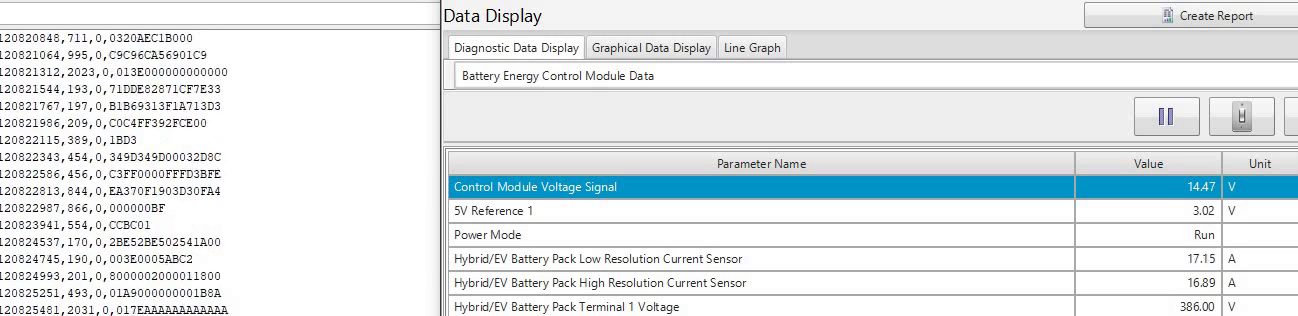 120820848,711,0,0320AEC1B000
120821064,995,0,C9C96CA56901C9
120821312,2023,0,013E000000000000
120821544,193,0,71DDE82871CF7E33
120821767,197,0,B1B69313F1A713D3
120821986,209,0,C0C4FF392FCE00
120822115,389,0,1BD3
120822343,454,0,349D349D00032D8C
120822586,456,0,C3FF0000FFFD3BFE
120822813,844,0,EA370F1903D30FA4
120822987,866,0,000000BF
120823941,554,0,CCBC01
120824537,170,0,2BE52BE502541A00
120824745,190,0,003E0005ABC2
120824993,201,0,8000002000011800
120825251,493,0,01A9000000001B8A
120825481,2031,0,017EAAAAAAAAAAAA
Data Display
Create Report
Diagnostic Data Display Graphical Data Display Line Graph
Battery Energy Control Module Data
Parameter Name Value Unit
Control Module Voltage Signal 14.47 V
5V Reference 1 3.02 V
Power Mode Run
Hybrid/EV Battery Pack Low Resolution Current Sensor 17.15 A
Hybrid/EV Battery Pack High Resolution Current Sensor 16.89 A
Hybrid/EV Battery Pack Terminal 1 Voltage 386.00 V